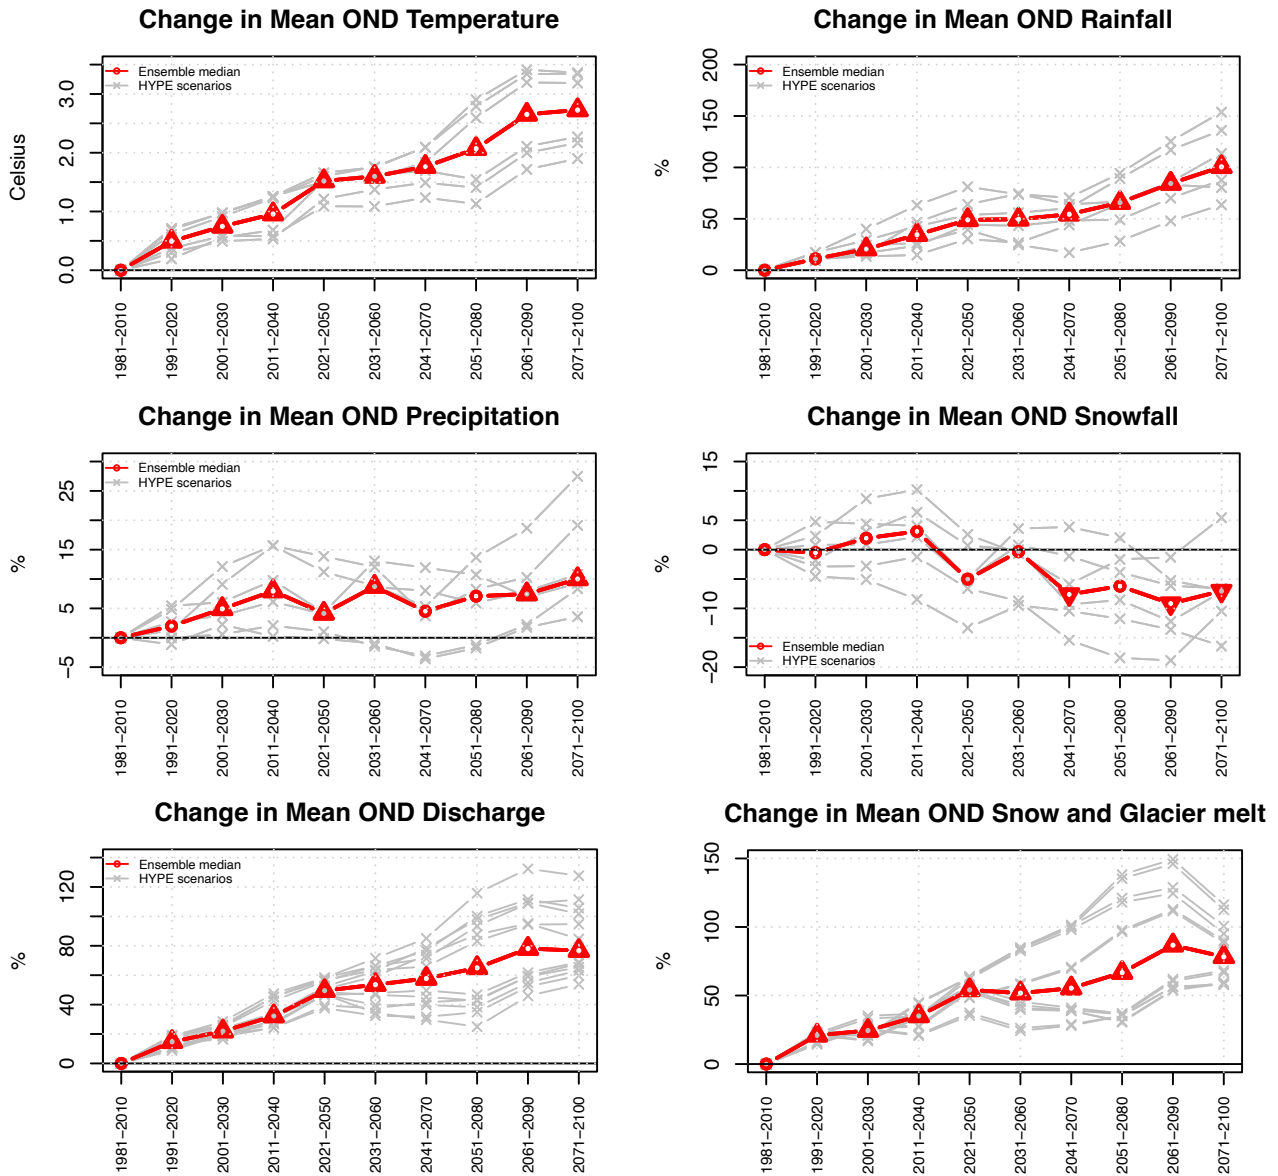 Change in Mean OND Temperature
Celsius
0.0 1.0 2.0 3.0
Ensemble median
HYPE scenarios
1981−2010 1991−2020 2001−2030 2011−2040 2021−2050 2031−2060 2041−2070 2051−2080 2061−2090 2071−2100
Change in Mean OND Rainfall
%
0 50 100 150 200
Ensemble median
HYPE scenarios
1981−2010 1991−2020 2001−2030 2011−2040 2021−2050 2031−2060 2041−2070 2051−2080 2061−2090 2071−2100
Change in Mean OND Precipitation
%
−5 5 15 25
Ensemble median
HYPE scenarios
1981−2010 1991−2020 2001−2030 2011−2040 2021−2050 2031−2060 2041−2070 2051−2080 2061−2090 2071−2100
Change in Mean OND Snowfall
%
−20 −10 0 5 15
Ensemble median
HYPE scenarios
1981−2010 1991−2020 2001−2030 2011−2040 2021−2050 2031−2060 2041−2070 2051−2080 2061−2090 2071−2100
Change in Mean OND Discharge
%
0 40 80 120
Ensemble median
HYPE scenarios
1981−2010 1991−2020 2001−2030 2011−2040 2021−2050 2031−2060 2041−2070 2051−2080 2061−2090 2071−2100
Change in Mean OND Snow and Glacier melt
%
0 50 100 150
1981−2010 1991−2020 2001−2030 2011−2040 2021−2050 2031−2060 2041−2070 2051−2080 2061−2090 2071−2100